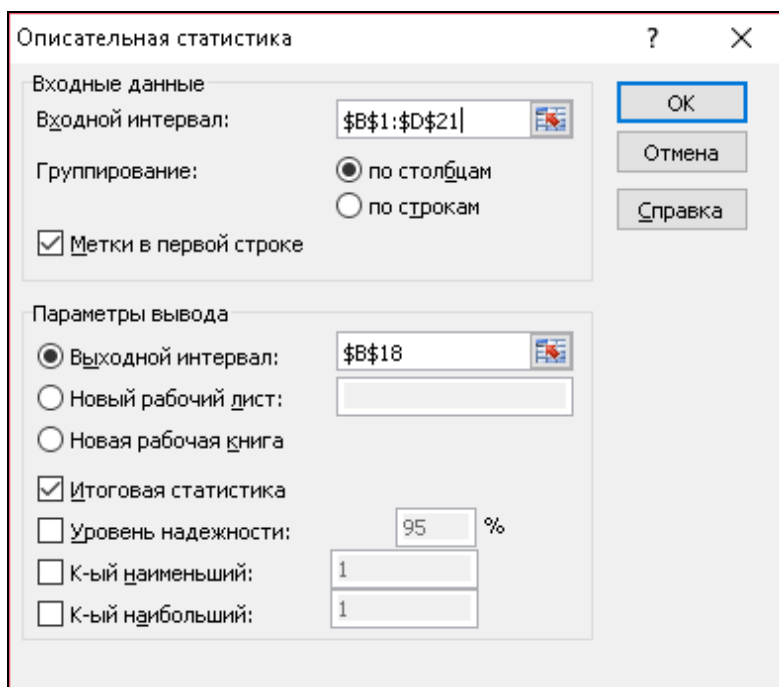 Описательная статистика ?
Входные данные
Входной интервал: $B$1:$D$21
ОК
Группирование: по столбцам
Отмена
по строкам
Справка
Метки в первой строке
Параметры вывода
Выходной интервал: $B$18
Новый рабочий лист:
Новая рабочая книга
Итоговая статистика
Уровень надежности: 95 %
К-ый наименьший: 1
К-ый наибольший: 1